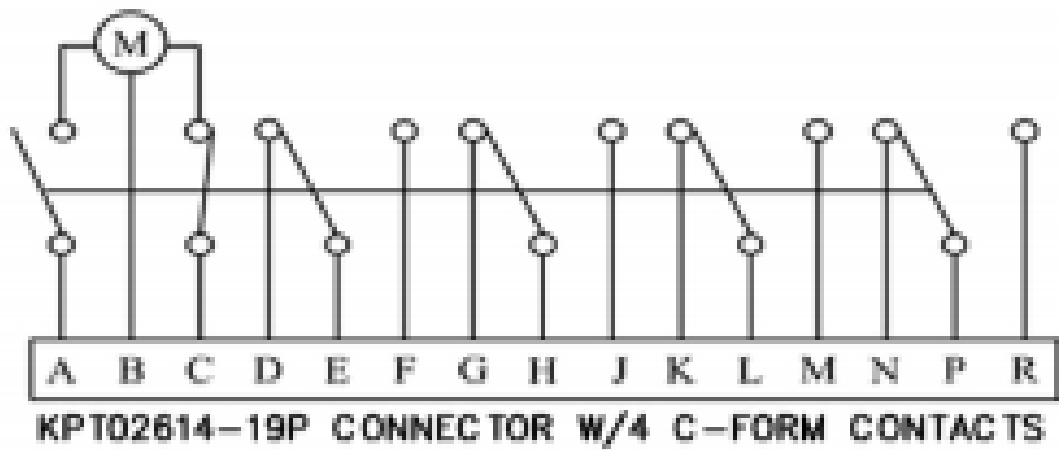 M
A B C D E F G H J K L M N P R
KPT02614-19P CONNECTOR W/4 C-FORM CONTACTS